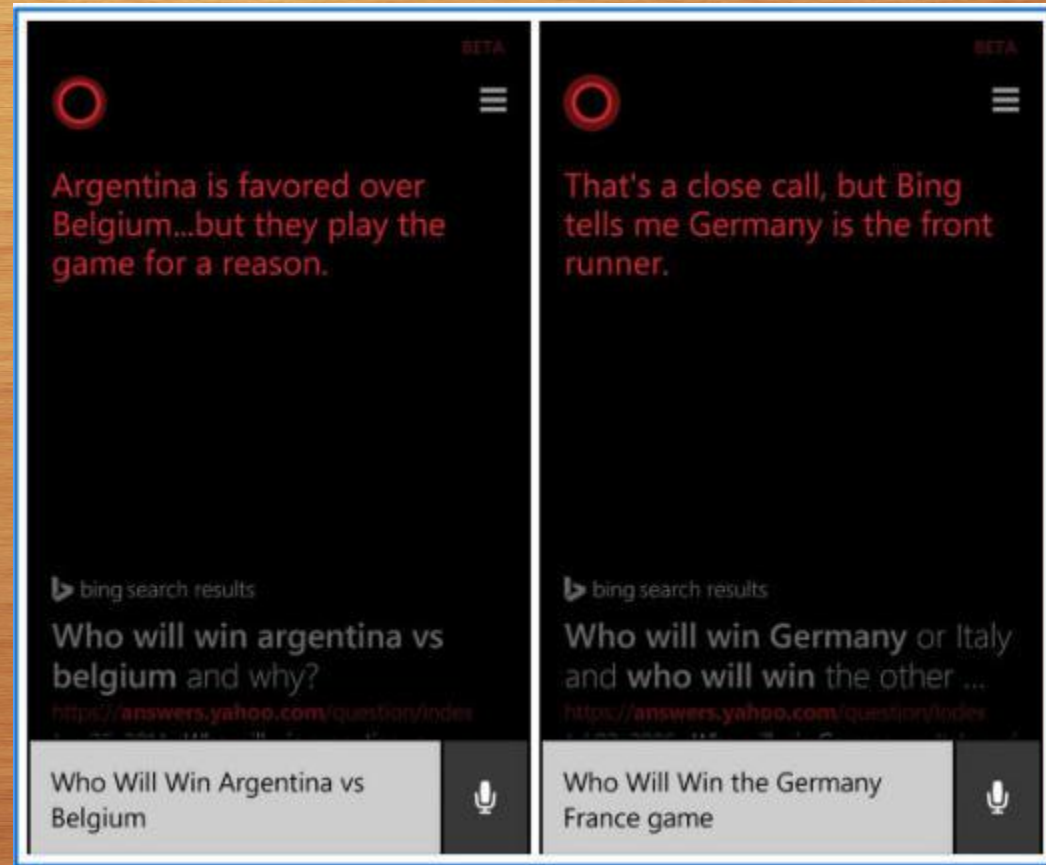 BETA
Argentina is favored over
Belgium...but they play the
game for a reason.
bing search results
Who will win argentina vs
belgium and why?
https://answers.yahoo.com/question/index
Who Will Win Argentina vs
Belgium
BETA
That's a close call, but Bing
tells me Germany is the front
runner.
bing search results
Who will win Germany or Italy
and who will win the other ...
https://answers.yahoo.com/question/index
Who Will Win the Germany
France game